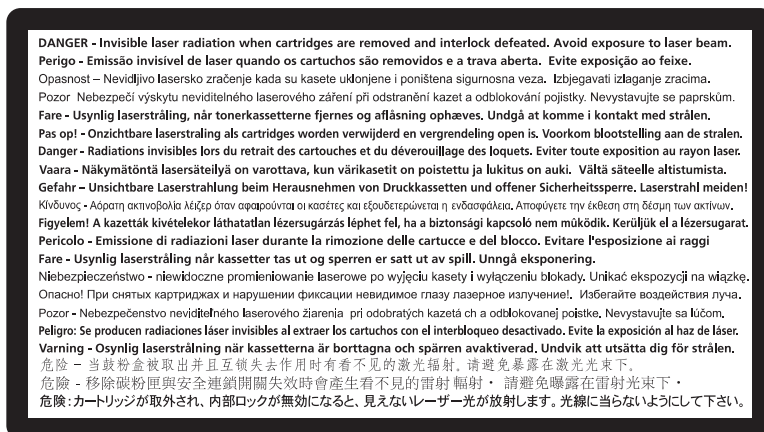 DANGER - Invisible laser radiation when cartridges are removed and interlock defeated. Avoid exposure to laser beam.
Perigo - Emissão invisível de laser quando os cartuchos são removidos e a trava aberta. Evite exposição ao feixe.
Opasnost – Nevidljivo lasersko zračenje kada su kasete uklonjene i poništena sigurnosna veza. Izbjegavati izlaganje zracima.
Pozor Nebezpečí výskytu neviditelného laserového záření při odstranění kazet a odblokování pojistky. Nevystavujte se paprskům.
Fare - Usynlig laserstråling, når tonerkassetterne fjernes og aflåsning ophæves. Undgå at komme i kontakt med strålen.
Pas op! - Onzichtbare laserstraling als cartridges worden verwijderd en vergrendeling open is. Voorkom blootstelling aan de stralen.
Danger - Radiations invisibles lors du retrait des cartouches et du déverouillage des loquets. Eviter toute exposition au rayon laser.
Vaara - Näkymätöntä lasersäteilyä on varottava, kun värikasetit on poistettu ja lukitus on auki. Vältä säteelle altistumista.
Gefahr – Unsichtbare Laserstrahlung beim Herausnehmen von Druckkassetten und offener Sicherheitssperre. Laserstrahl meiden!
Κίνδυνος - Αόρατη ακτινοβολία λέιζερ όταν αφαιρούνται οι κασέτες και εξουδετερώνεται η ενδασφάλεια. Αποφύγετε την έκθεση στη δέσμη των ακτίνων.
Figyelem! A kazetták kivételekor láthatatlan lézersugárzás léphet fel, ha a biztonsági kapcsoló nem mûködik. Kerüljük el a lézersugarat.
Pericolo - Emissione di radiazioni laser durante la rimozione delle cartucce e del blocco. Evitare l'esposizione ai raggi
Fare - Usynlig laserstråling når kassetter tas ut og sperren er satt ut av spill. Unngå eksponering.
Niebezpieczeństwo - niewidoczne promieniowanie laserowe po wyjęciu kasety i wyłączeniu blokady. Unikać ekspozycji na wiązkę.
Опасно! При снятых картриджах и нарушении фиксации невидимое глазу лазерное излучение!. Избегайте воздействия луча.
Pozor - Nebezpečenstvo neviditeľného laserového žiarenia pri odobratých kazetá ch a odblokovanej poistke. Nevystavujte sa lúčom.
Peligro: Se producen radiaciones láser invisibles al extraer los cartuchos con el interbloqueo desactivado. Evite la exposición al haz de láser.
Varning - Osynlig laserstrålning när kassetterna är borttagna och spärren avaktiverad. Undvik att utsätta dig för strålen.
危险 - 当鼓粉盒被取出并且互锁失去作用时有看不见的激光辐射. 请避免暴露在激光光束下.
危險 - 移除碳粉匣與安全連鎖開關失效時會產生看不見的雷射 輻射・ 請避免曝露在雷射光束下・
危険：カートリッジが取外され、内部ロックが無効になると、見えないレーザー光が放射します。光線に当らないようにして下さい。